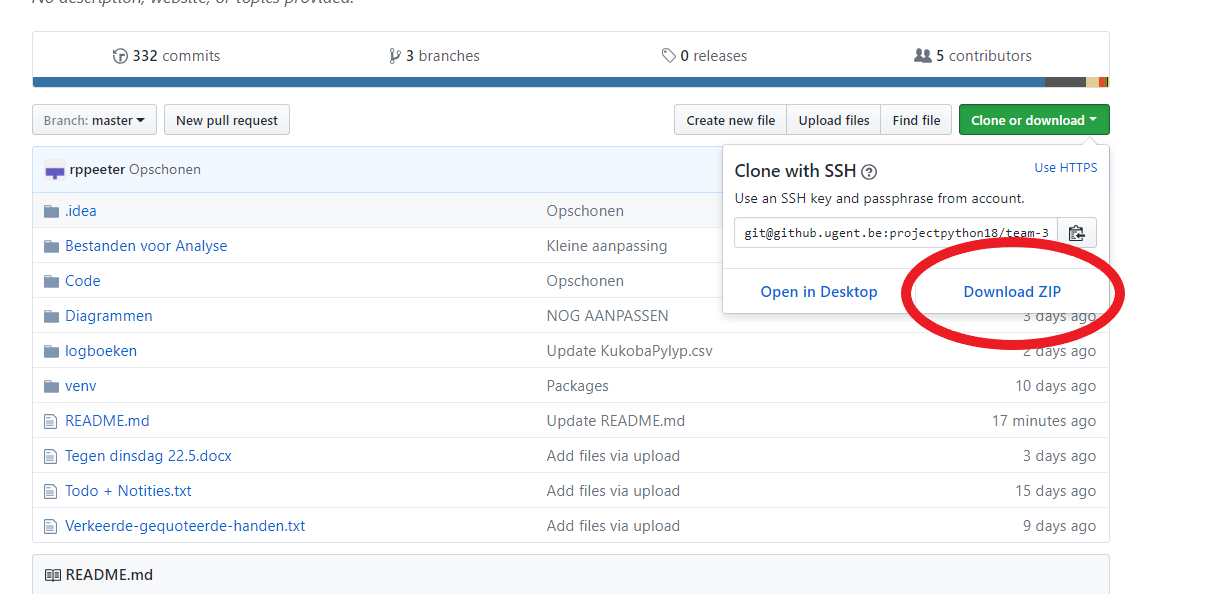 No description, website, or topics provided.
332 commits 3 branches 0 releases 5 contributors
Branch: master New pull request Create new file Upload files Find file Clone or download
rppeeter Opschonen
Clone with SSH ? Use HTTPS
Use an SSH key and passphrase from account.
git@github.ugent.be:projectpython18/team-3
Open in Desktop Download ZIP
.idea Opschonen
Bestanden voor Analyse Kleine aanpassing
Code Opschonen
Diagrammen NOG AANPASSEN 3 days ago
logboeken Update KukobaPylyp.csv 2 days ago
venv Packages 10 days ago
README.md Update README.md 17 minutes ago
Tegen dinsdag 22.5.docx Add files via upload 3 days ago
Todo + Notities.txt Add files via upload 15 days ago
Verkeerde-gequoteerde-handen.txt Add files via upload 9 days ago
README.md